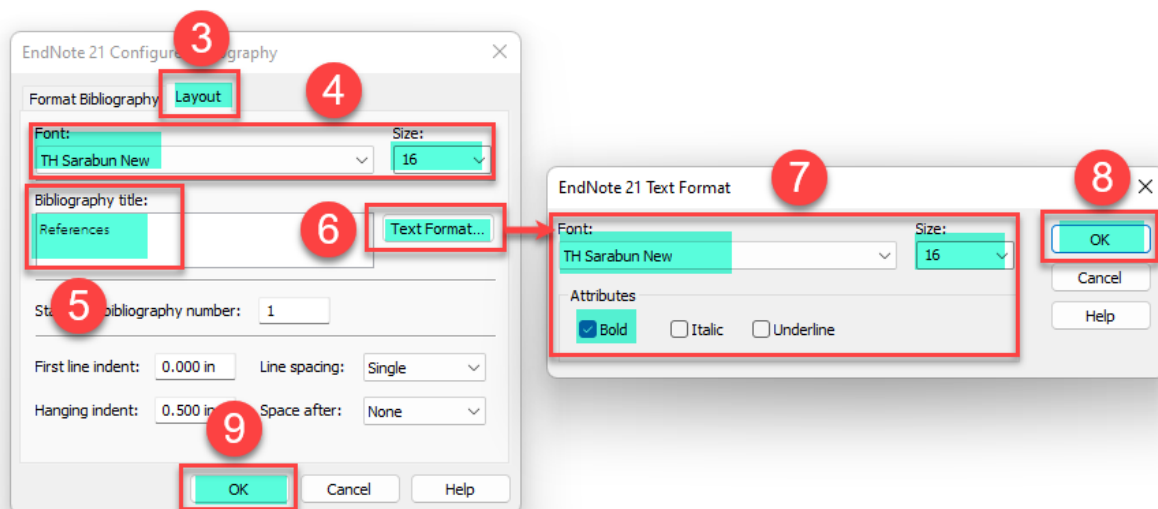 3
EndNote 21 Configure Bibliography
Format Bibliography Layout
4
Font: Size:
TH Sarabun New 16
Bibliography title:
References
6
Text Format...
5
bibliography number: 1
First line indent: 0.000 in Line spacing: Single
Hanging indent: 0.500 in Space after: None
9
OK Cancel Help
7
8
EndNote 21 Text Format
Font: Size:
TH Sarabun New 16
OK
Attributes
Bold Italic Underline
Cancel
Help